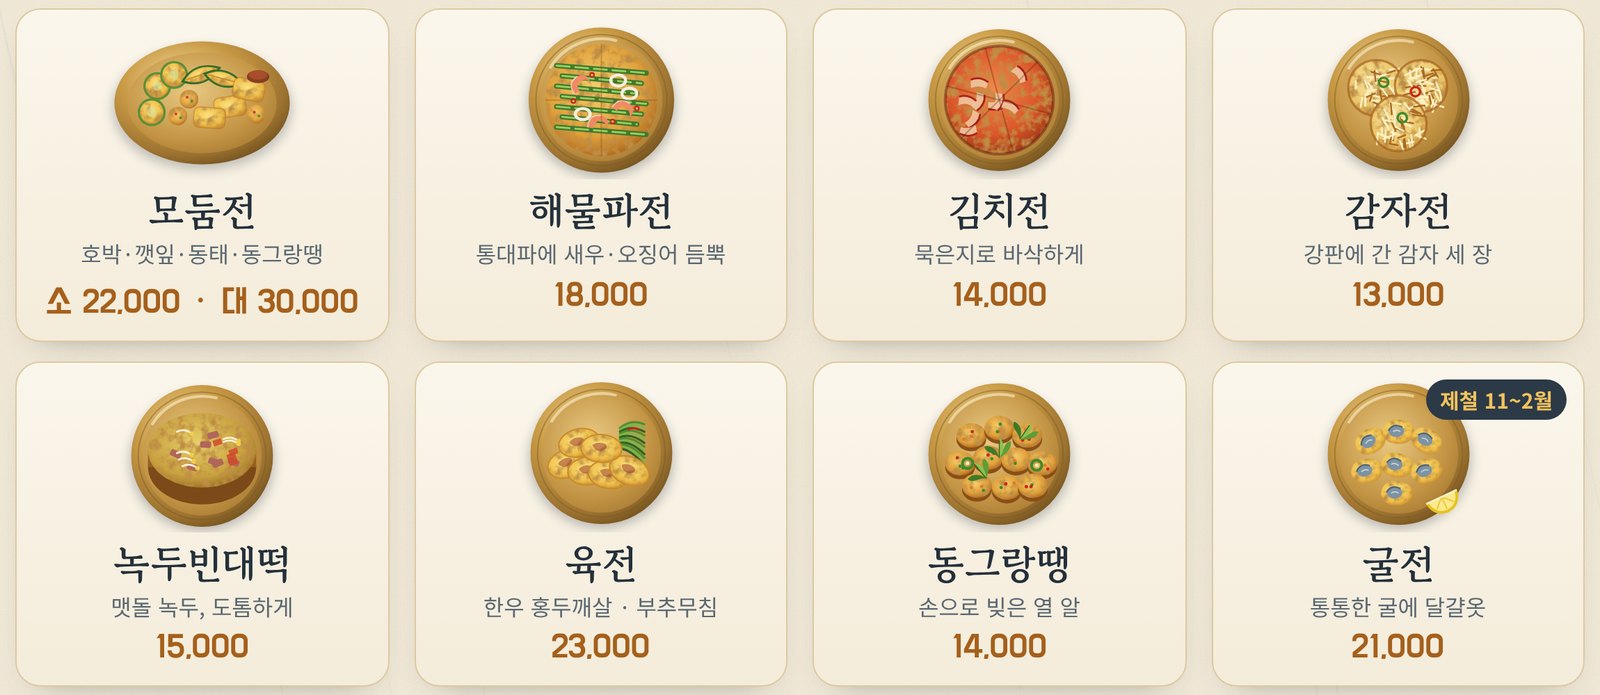 모둠전
호박·깻잎·동태·동그랑땡
소 22,000 · 대 30,000
해물파전
통대파에 새우·오징어 듬뿍
18,000
김치전
묵은지로 바삭하게
14,000
감자전
강판에 간 감자 세 장
13,000
녹두빈대떡
맷돌 녹두, 도톰하게
15,000
육전
한우 홍두깨살 · 부추무침
23,000
동그랑땡
손으로 빚은 열 알
14,000
제철 11~2월
굴전
통통한 굴에 달걀옷
21,000